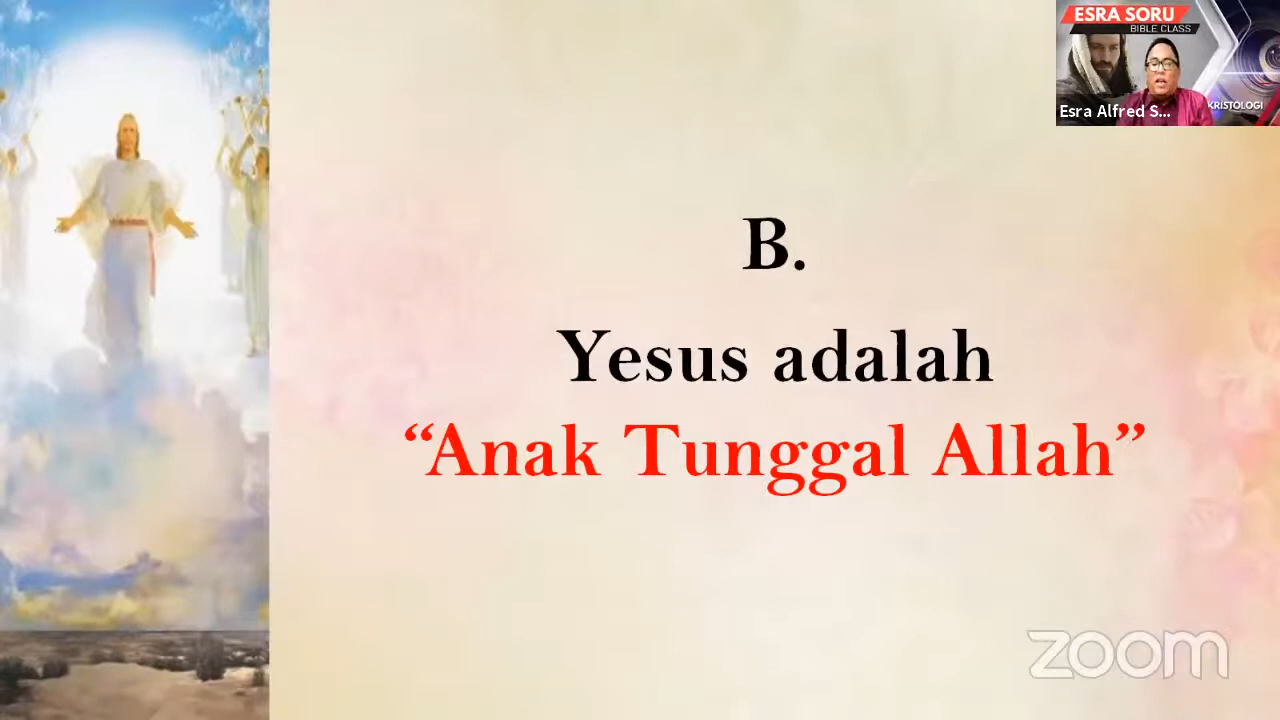 ESRA SORU
BIBLE CLASS
KRISTOLOGI
Esra Alfred S...
B.
Yesus adalah
“Anak Tunggal Allah”
zoom